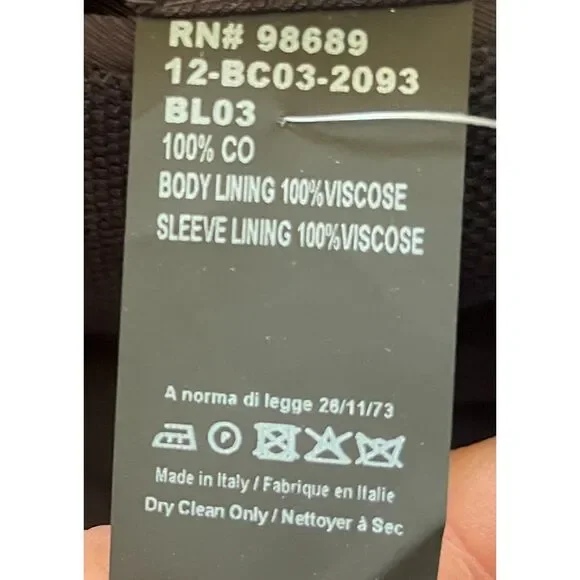 RN# 98689
12-BC03-2093
BL03
100% CO
BODY LINING 100%VISCOSE
SLEEVE LINING 100%VISCOSE
A norma di legge 26/11/73
P
Made in Italy / Fabrique en Italie
Dry Clean Only / Nettoyer à Sec